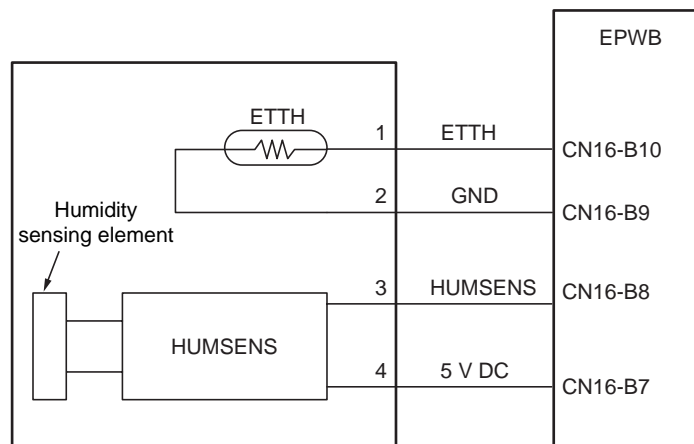 EPWB
ETTH
1 ETTH CN16-B10
2 GND CN16-B9
Humidity
sensing element
3 HUMSENS CN16-B8
HUMSENS
4 5 V DC CN16-B7